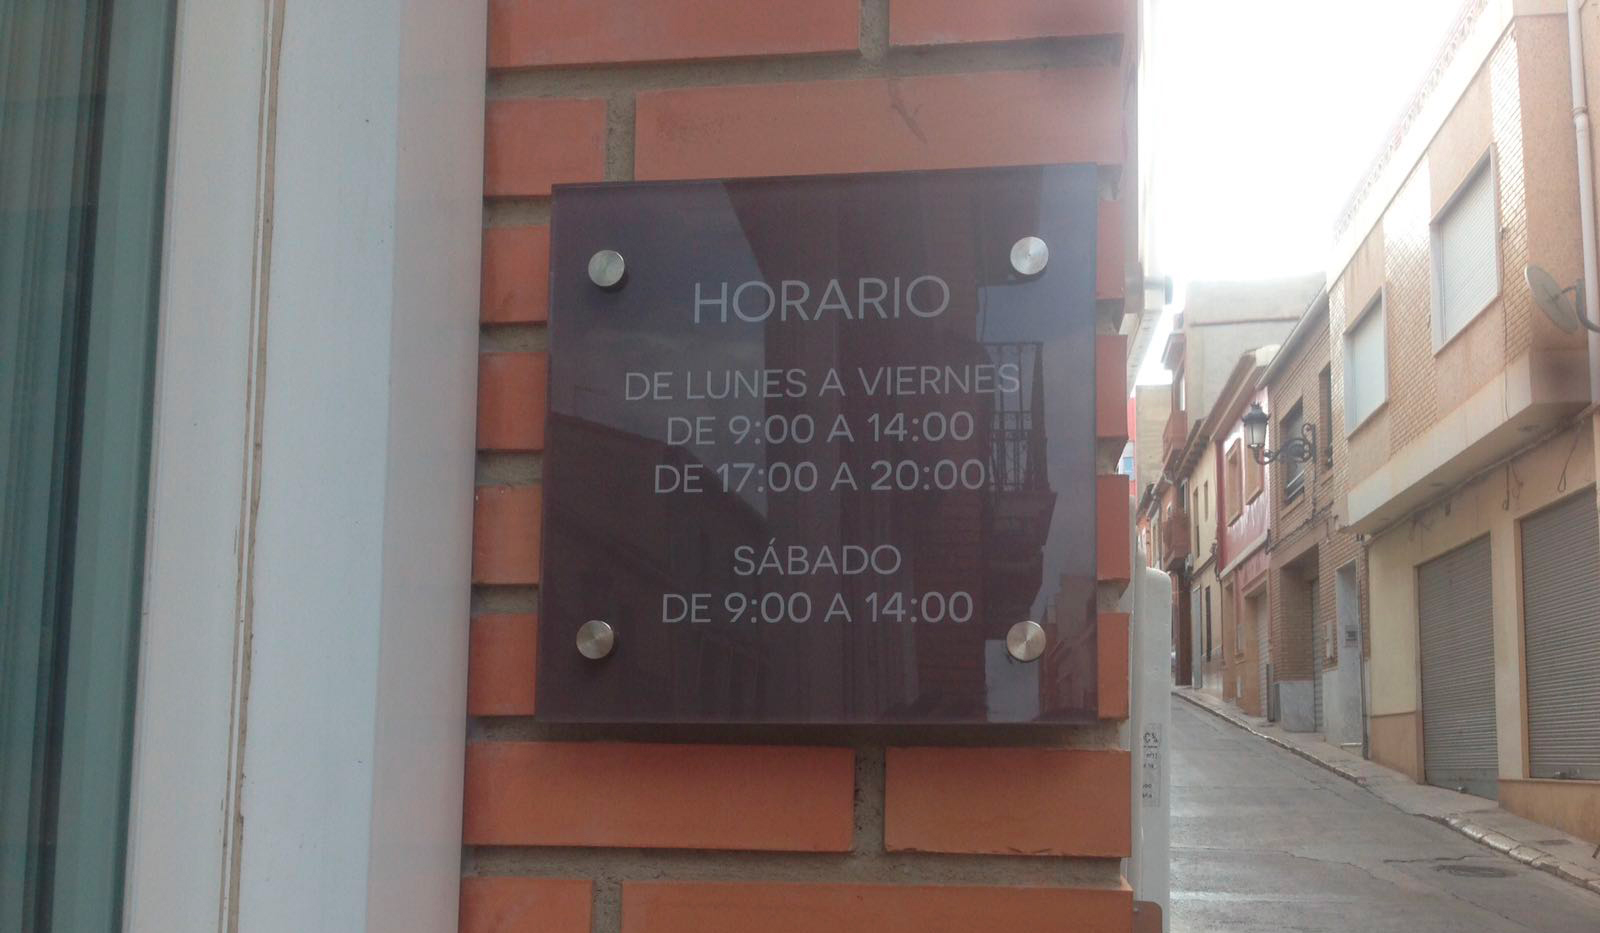 HORARIO
DE LUNES A VIERNES
DE 9:00 A 14:00
DE 17:00 A 20:00
SÁBADO
DE 9:00 A 14:00